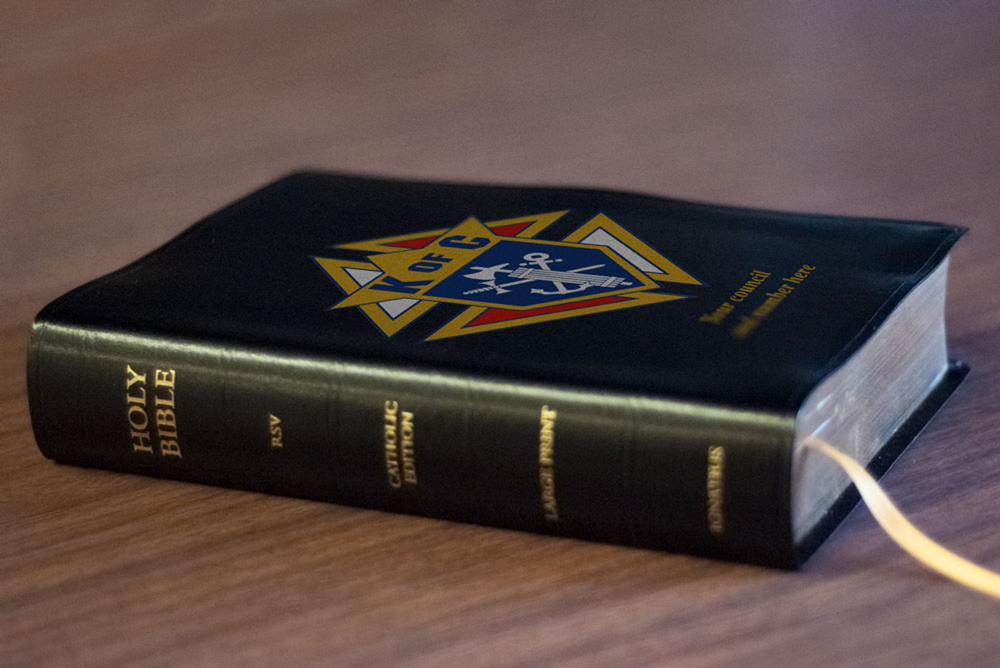 K OF C
Your council
and number here
HOLY
BIBLE
RSV
CATHOLIC
EDITION
LARGE PRINT
IGNATIUS